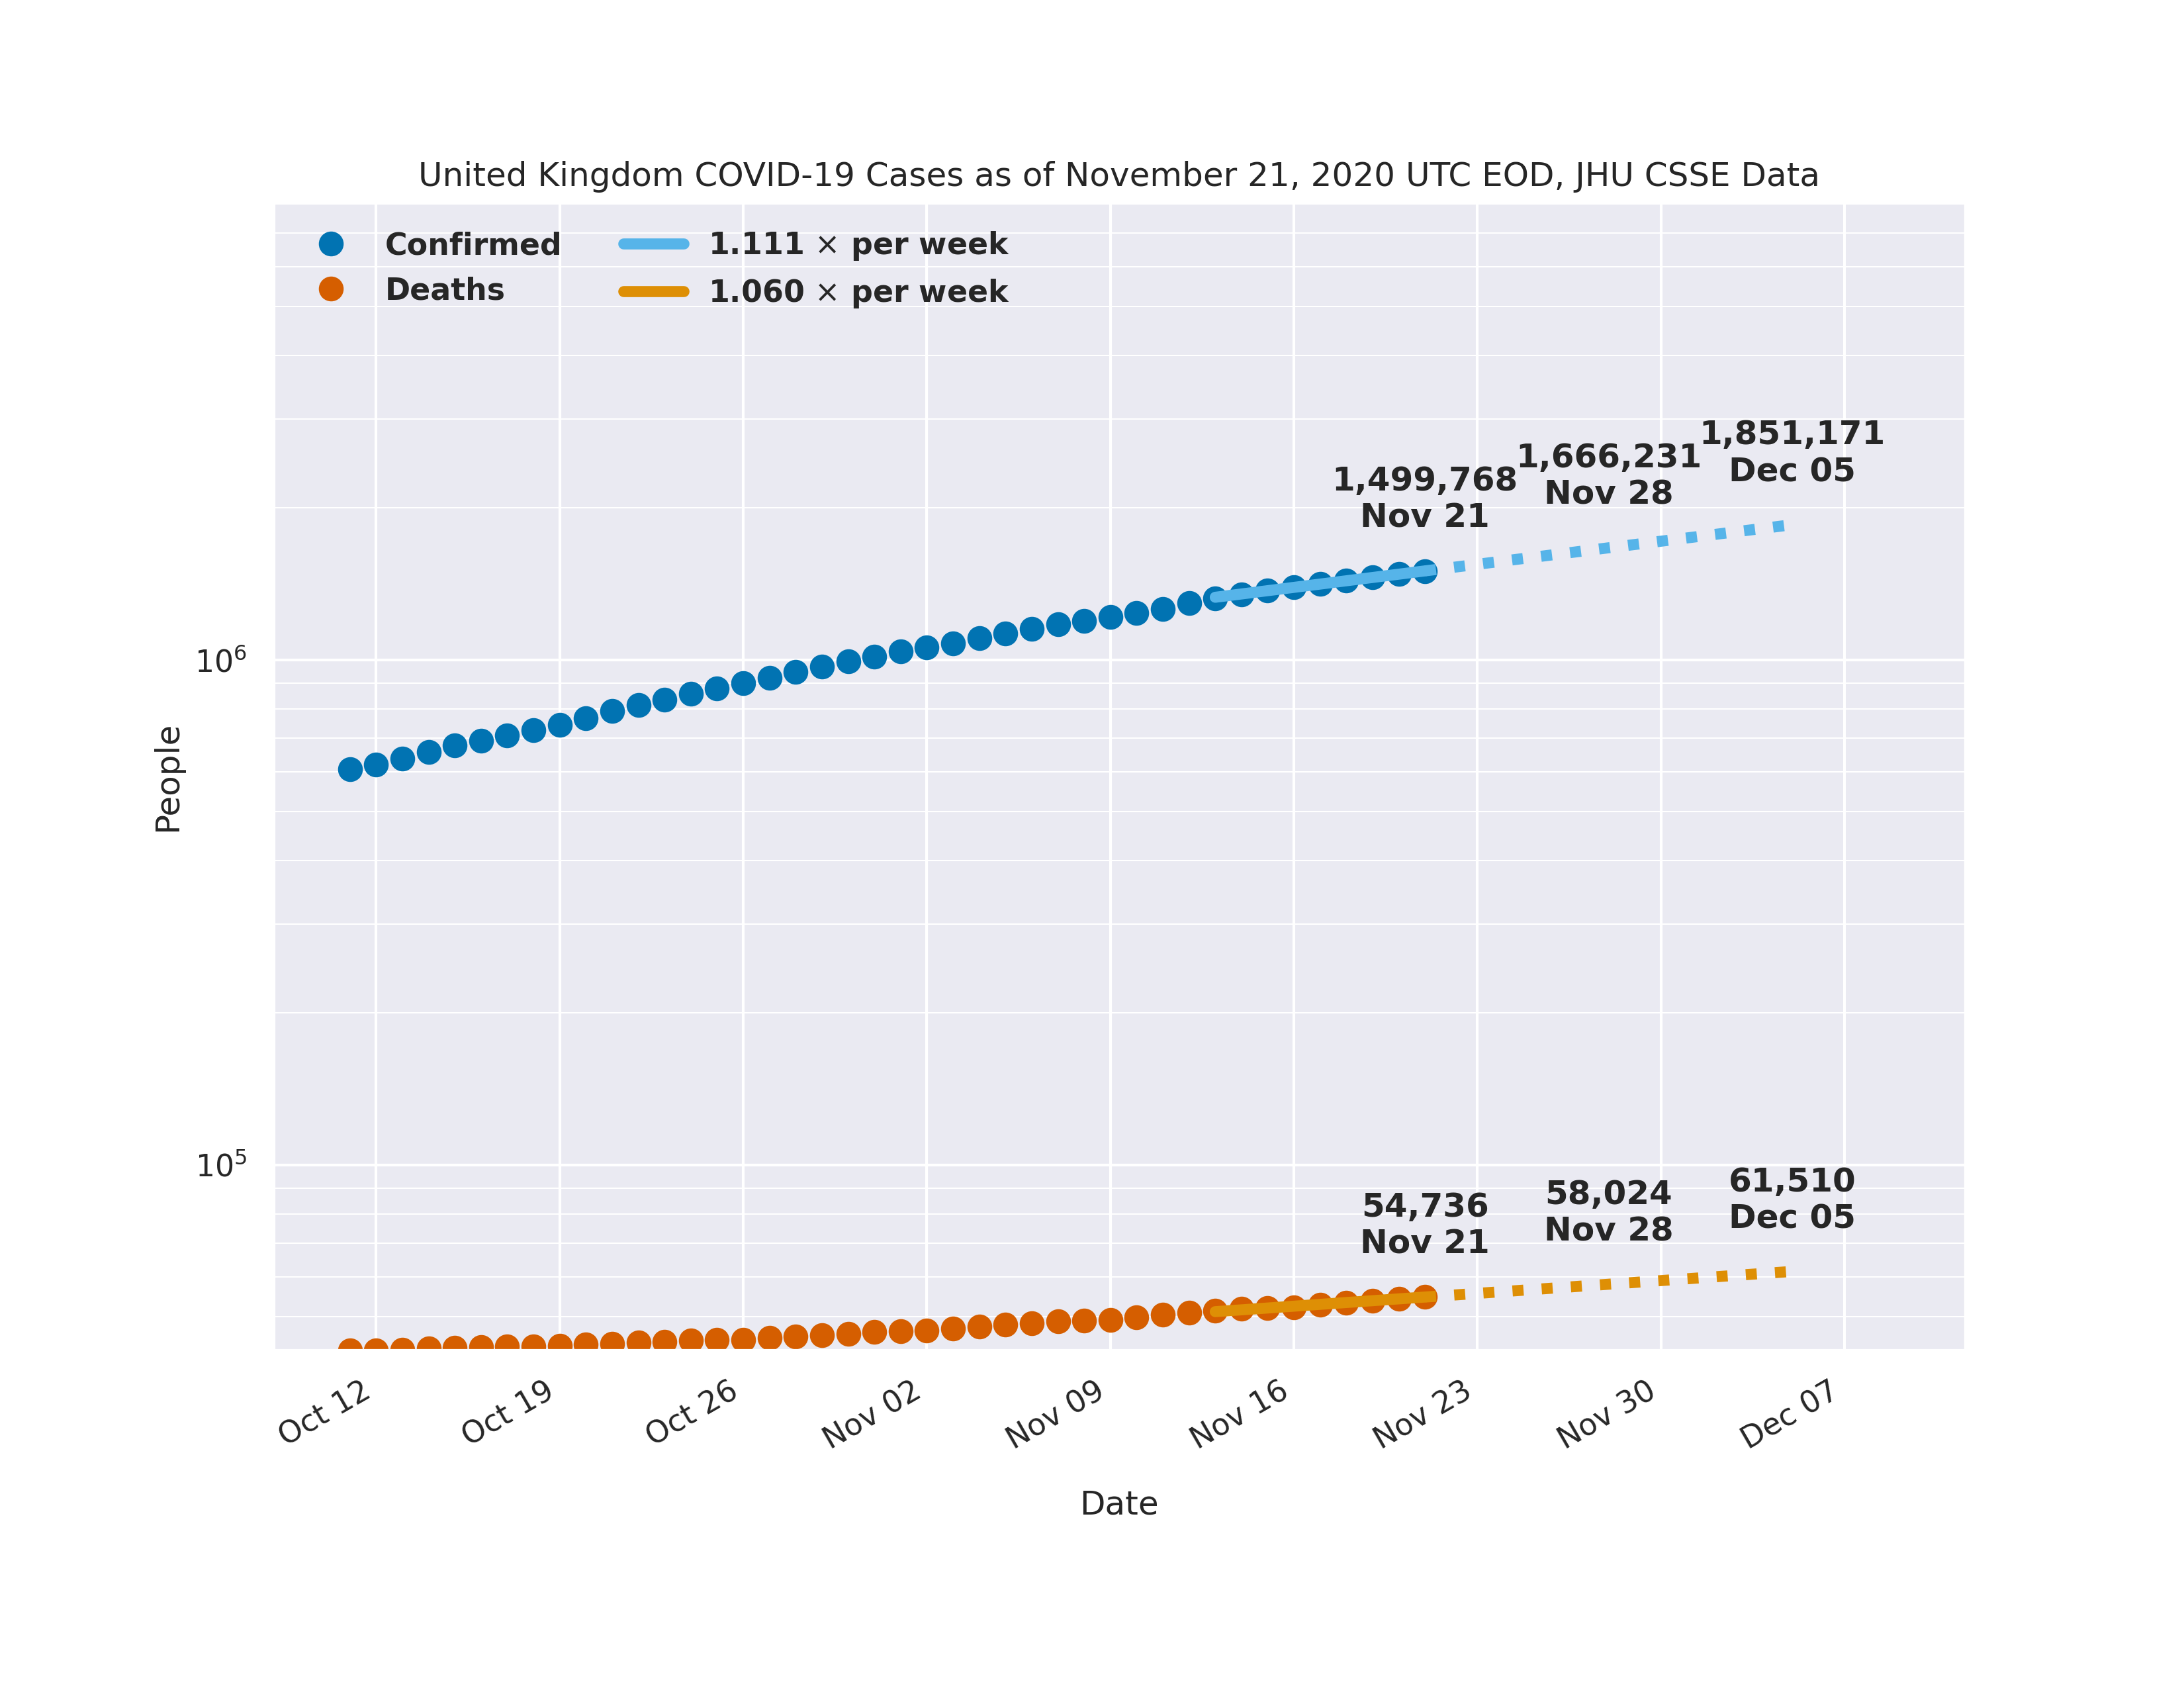 United Kingdom COVID-19 Cases as of November 21, 2020 UTC EOD, JHU CSSE Data
Confirmed
Deaths
1.111 × per week
1.060 × per week
1,499,768
Nov 21
1,666,231
Nov 28
1,851,171
Dec 05
10⁶
10⁵
People
54,736
Nov 21
58,024
Nov 28
61,510
Dec 05
Oct 12
Oct 19
Oct 26
Nov 02
Nov 09
Nov 16
Nov 23
Nov 30
Dec 07
Date